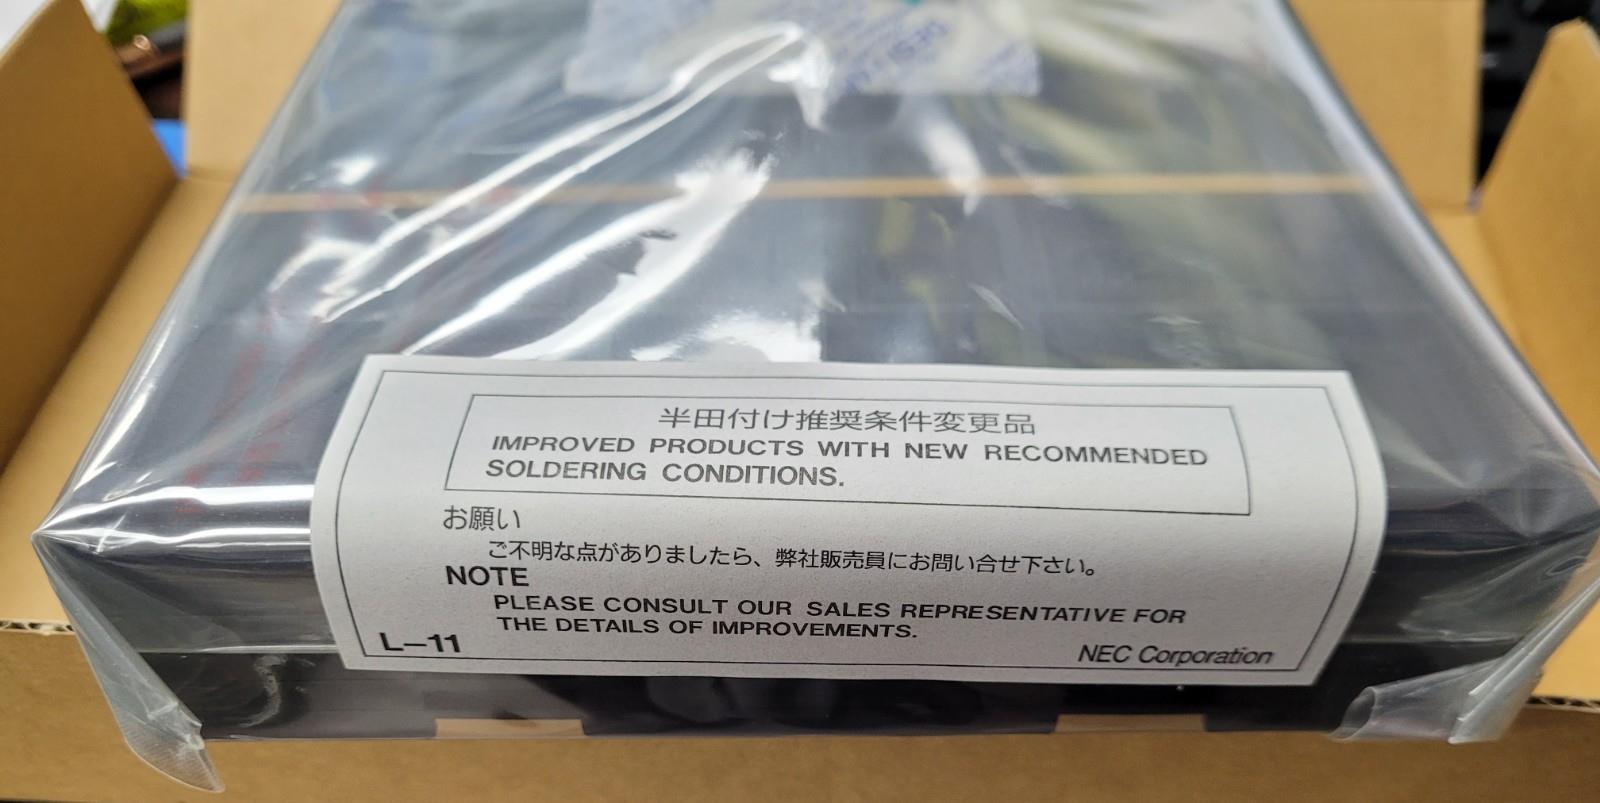 半田付け推奨条件変更品
IMPROVED PRODUCTS WITH NEW RECOMMENDED
SOLDERING CONDITIONS.
お願い
ご不明な点がありましたら、弊社販売員にお問い合せ下さい。
NOTE
PLEASE CONSULT OUR SALES REPRESENTATIVE FOR
THE DETAILS OF IMPROVEMENTS.
L–11
NEC Corporation